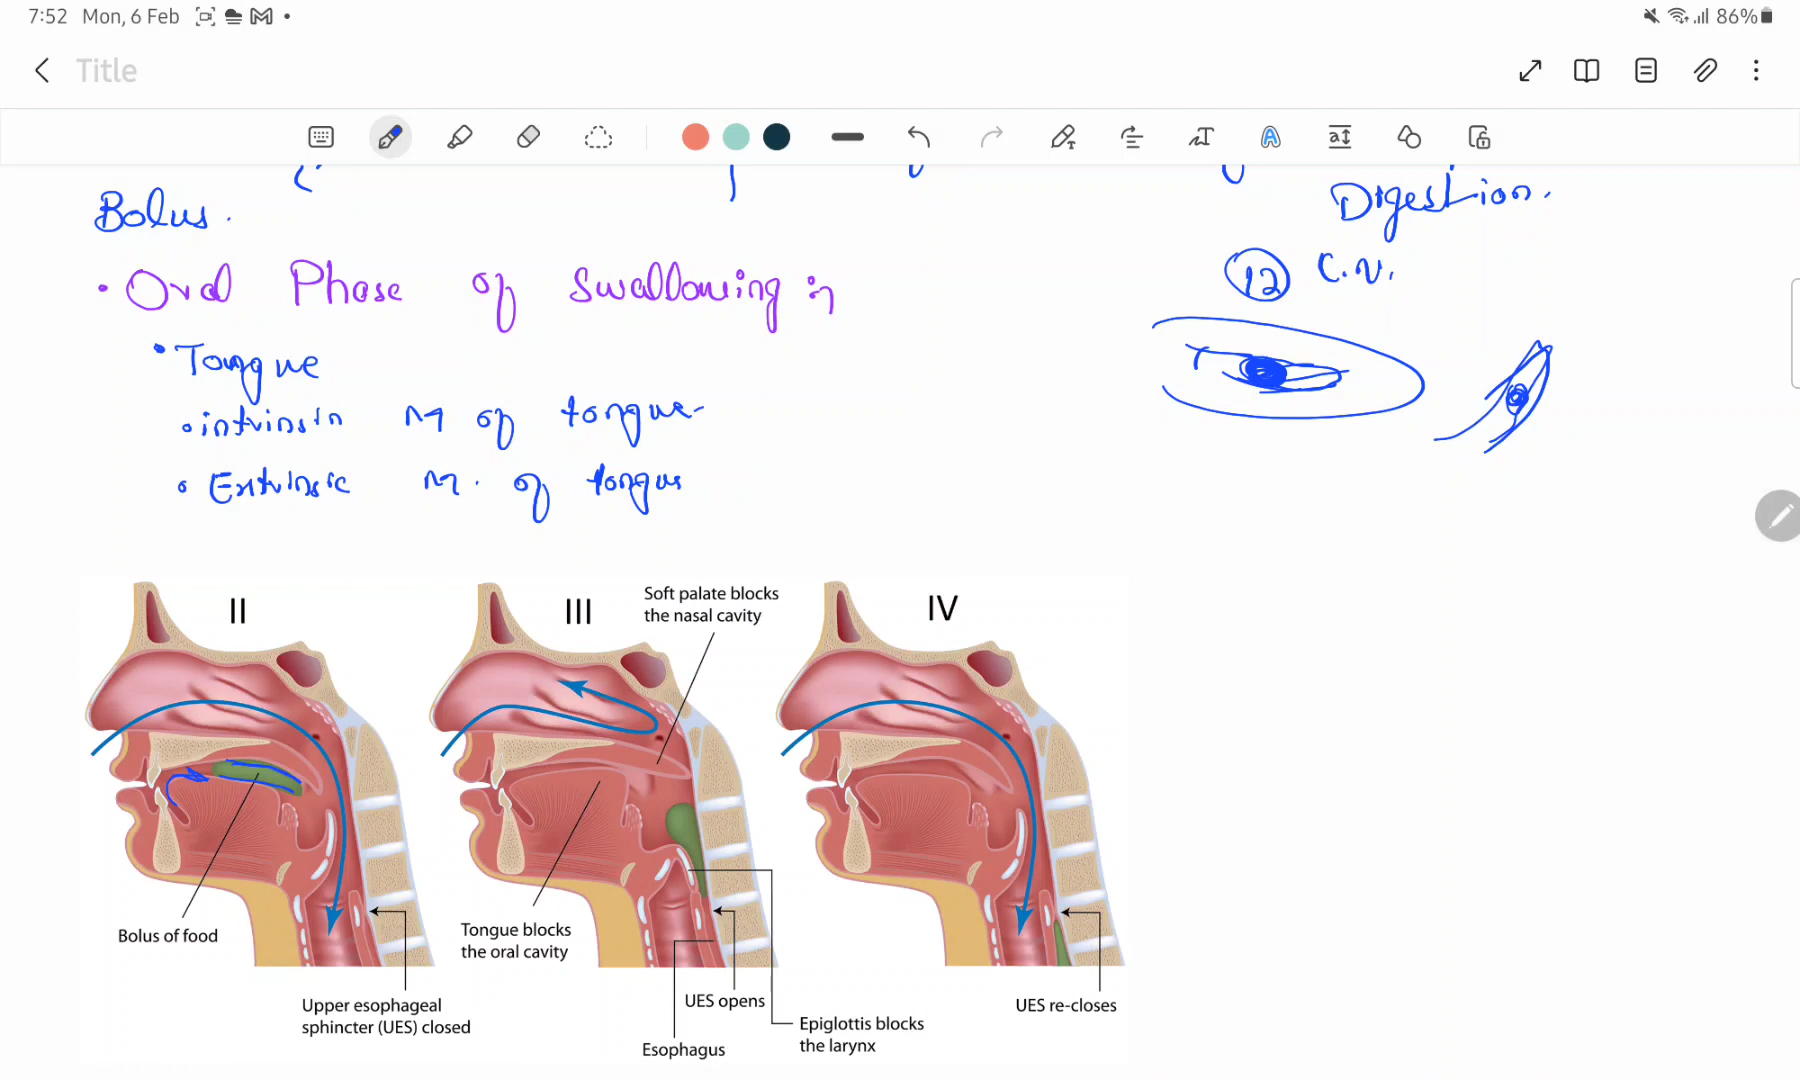 7:52 Mon, 6 Feb
86%
Title
Bolus.
Digestion.
• Oral Phase of Swallowing :
12 C.N.
• Tongue
• intrinsic M of tongue
• Extrinsic M. of tongue
II
III
IV
Soft palate blocks
the nasal cavity
Bolus of food
Tongue blocks
the oral cavity
Upper esophageal
sphincter (UES) closed
UES opens
Esophagus
Epiglottis blocks
the larynx
UES re-closes